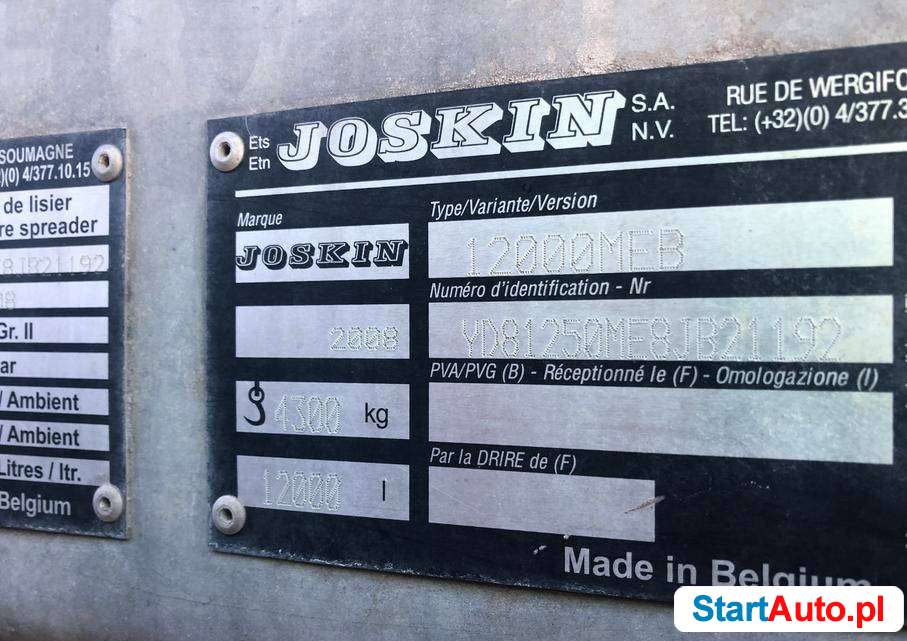 SOUMAGNE
)(0) 4/377.10.15
de lisier
re spreader
8JB21192
Gr. II
ar
/ Ambient
/ Ambient
Litres / ltr.
Belgium
Ets
Etn
JOSKIN
S.A.
N.V.
RUE DE WERGIFO
TEL: (+32)(0) 4/377.3
Marque
JOSKIN
2008
4300 kg
12000 l
Type/Variante/Version
12000MEB
Numéro d'identification - Nr
YD81250ME8JB21192
PVA/PVG (B) - Réceptionné le (F) - Omologazione (I)
Par la DRIRE de (F)
Made in Belgium
StartAuto.pl